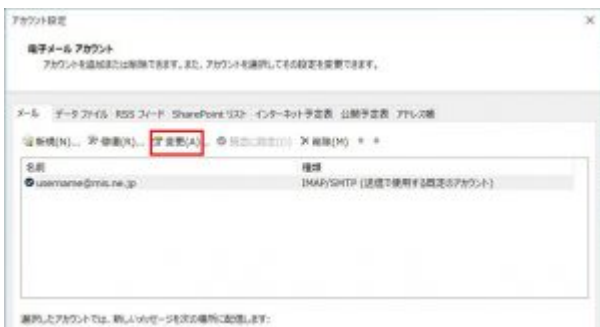 アカウント設定
電子メール アカウント
アカウントを追加または削除できます。また、アカウントを選択してその設定を変更できます。
メール データ ファイル RSS フィード SharePoint リスト インターネット予定表 公開予定表 アドレス帳
新規(N)... 修復(R)... 変更(A)... 既定に設定(D) 削除(M)
名前 種類
username@mis.ne.jp IMAP/SMTP (送信で使用する既定のアカウント)
選択したアカウントでは、新しいメッセージを次の場所に配信します: